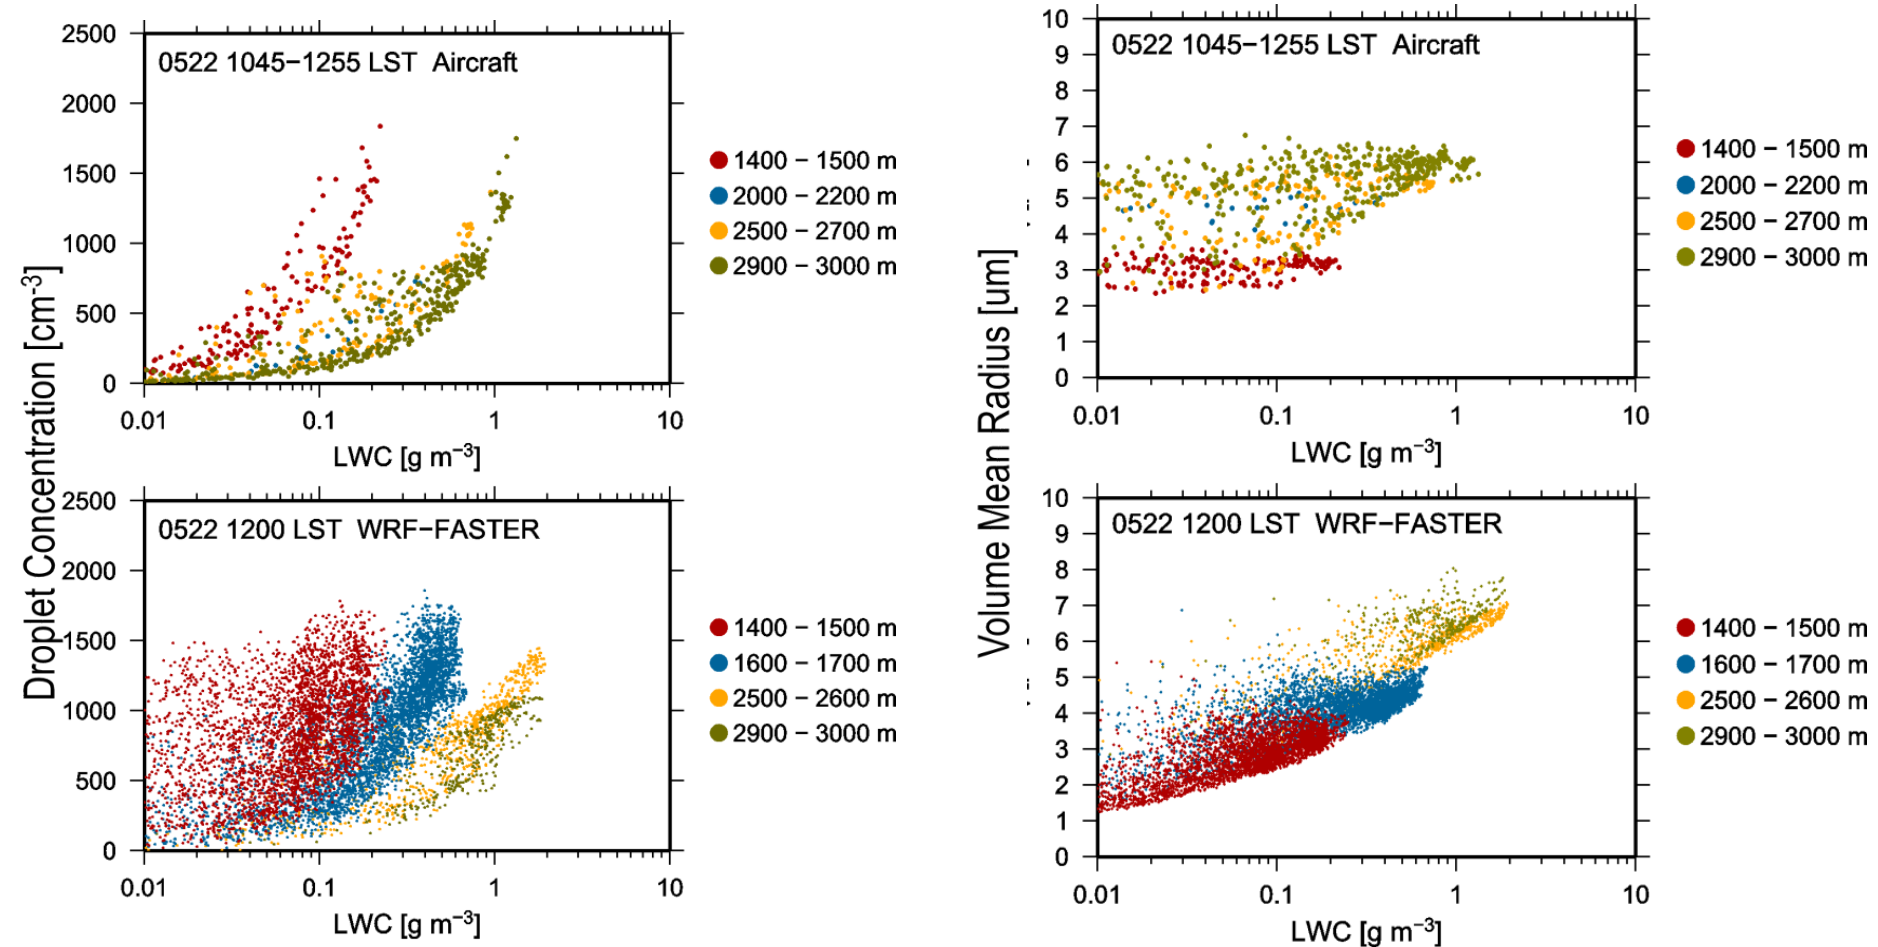 Droplet Concentration [cm-3]
2500
2000
1500
1000
500
0
0522 1045−1255 LST Aircraft
0.01 0.1 1 10
LWC [g m−3]
1400 − 1500 m
2000 − 2200 m
2500 − 2700 m
2900 − 3000 m
2500
2000
1500
1000
500
0
0522 1200 LST WRF−FASTER
0.01 0.1 1 10
LWC [g m−3]
1400 − 1500 m
1600 − 1700 m
2500 − 2600 m
2900 − 3000 m
Volume Mean Radius [um]
10
9
8
7
6
5
4
3
2
1
0
0522 1045−1255 LST Aircraft
0.01 0.1 1 10
LWC [g m−3]
1400 − 1500 m
2000 − 2200 m
2500 − 2700 m
2900 − 3000 m
10
9
8
7
6
5
4
3
2
1
0
0522 1200 LST WRF−FASTER
0.01 0.1 1 10
LWC [g m−3]
1400 − 1500 m
1600 − 1700 m
2500 − 2600 m
2900 − 3000 m